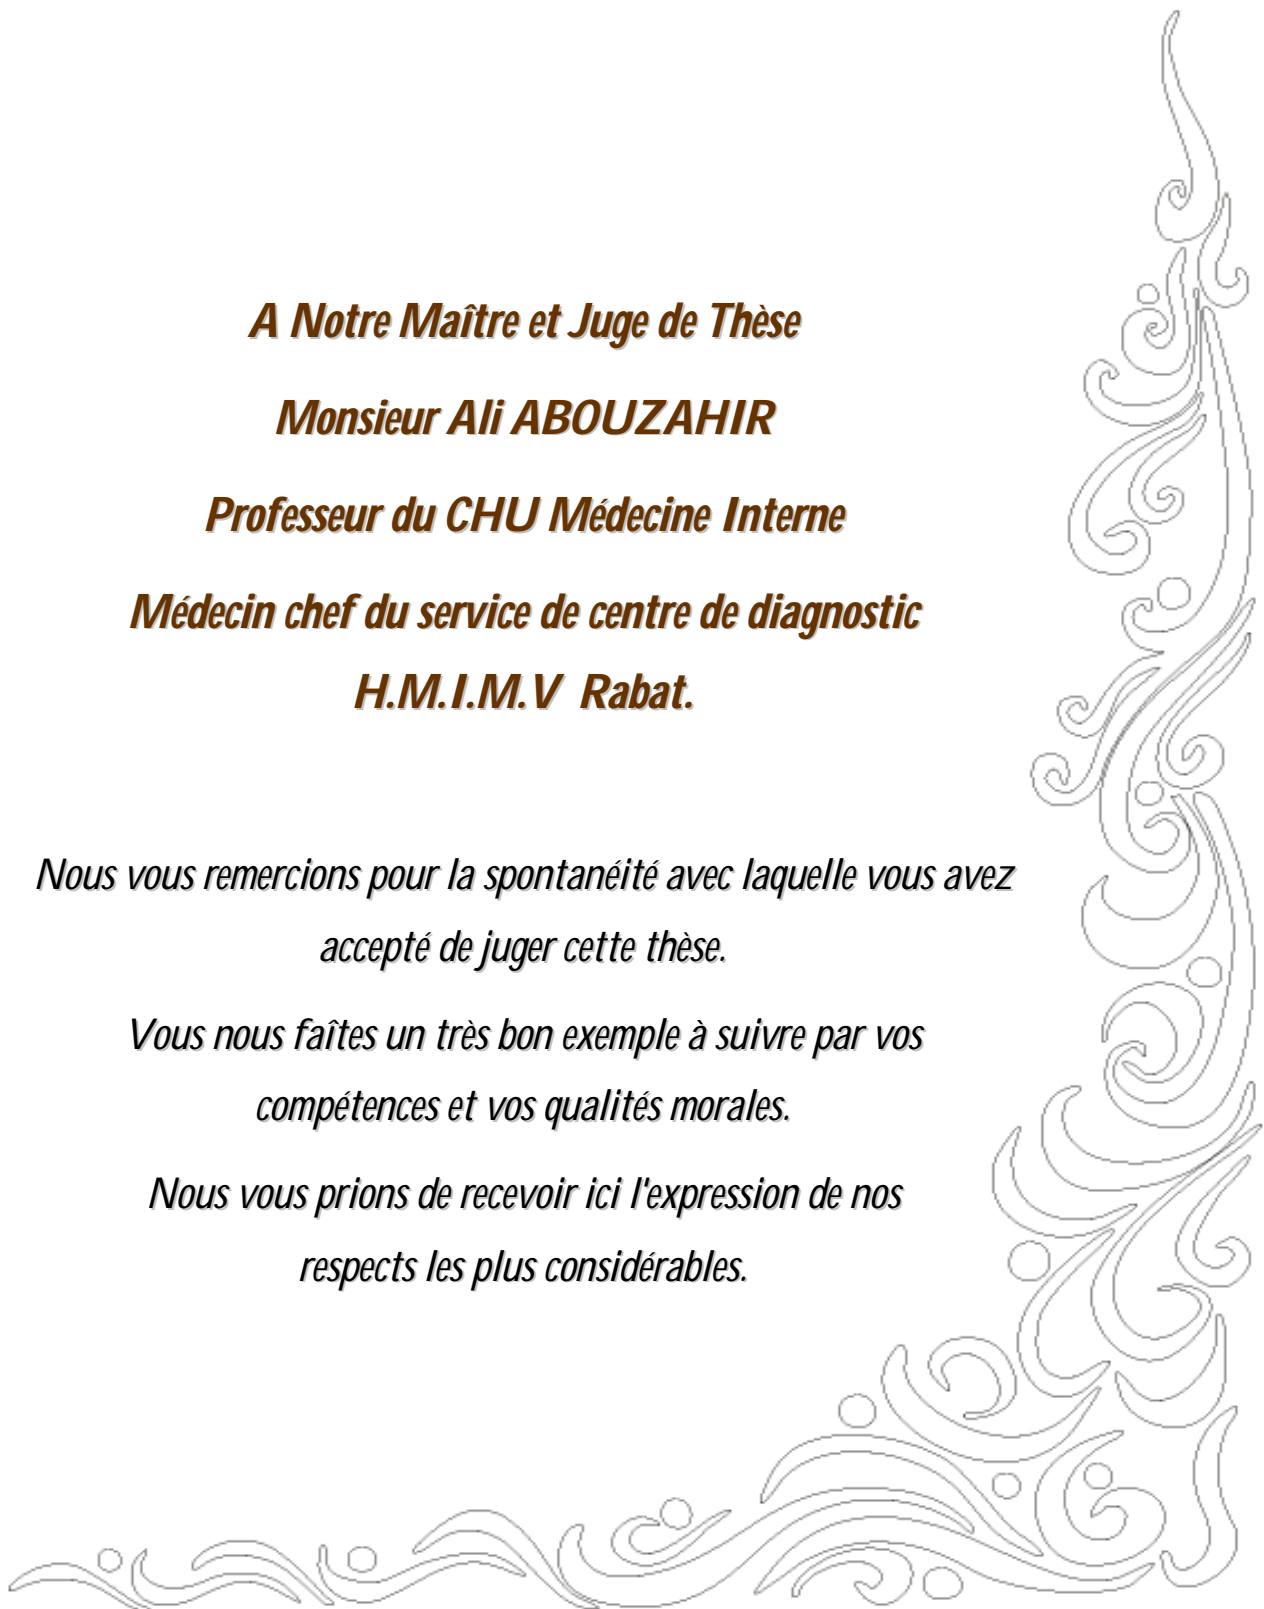 A Notre Maître et Juge de Thèse
Monsieur Ali ABOUZAHIR
Professeur du CHU Médecine Interne
Médecin chef du service de centre de diagnostic
H.M.I.M.V Rabat.
Nous vous remercions pour la spontanéité avec laquelle vous avez
accepté de juger cette thèse.
Vous nous faîtes un très bon exemple à suivre par vos
compétences et vos qualités morales.
Nous vous prions de recevoir ici l'expression de nos
respects les plus considérables.